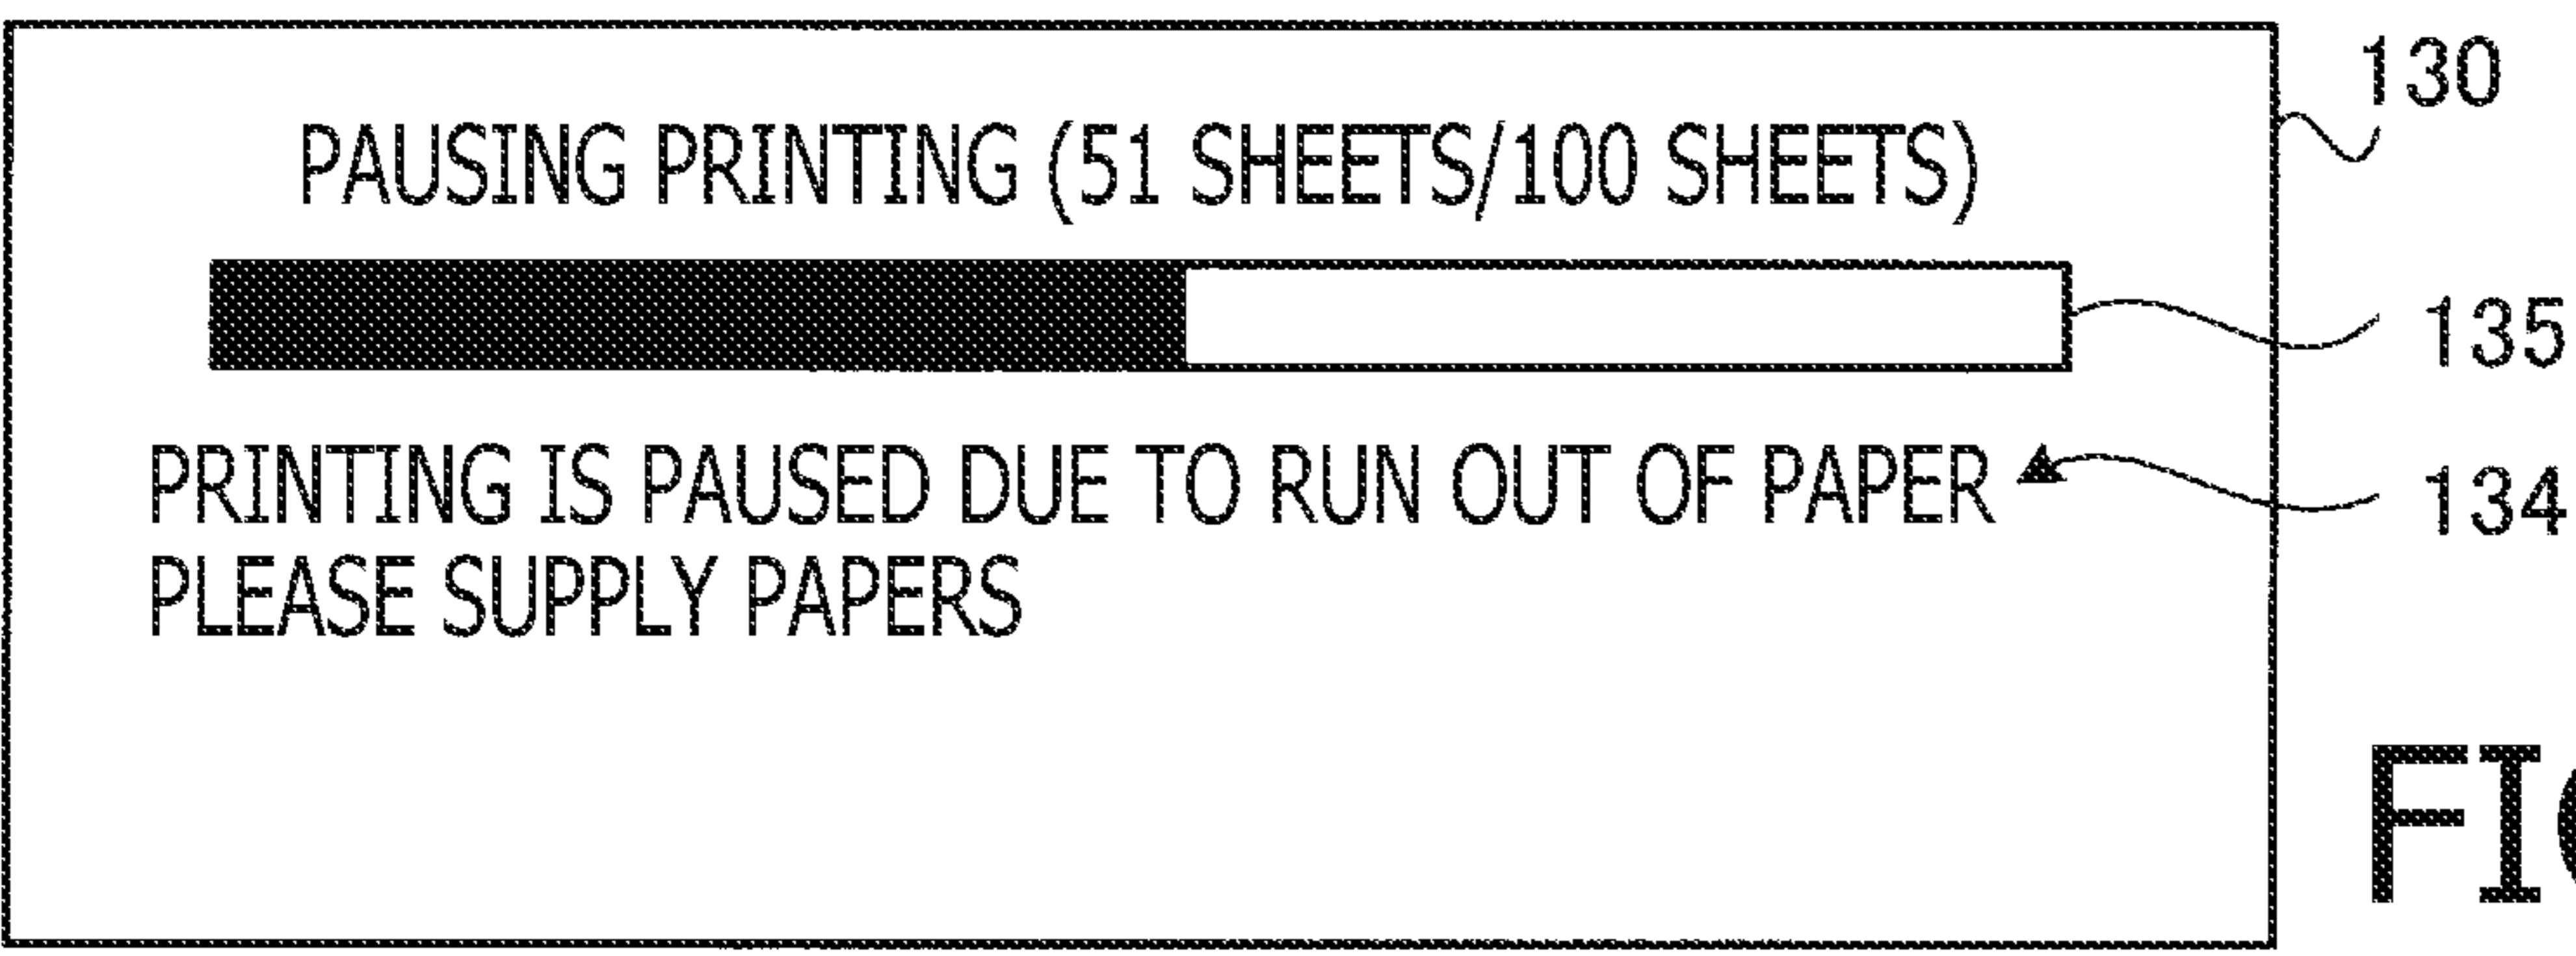 130
PAUSING PRINTING (51 SHEETS/100 SHEETS)
135
PRINTING IS PAUSED DUE TO RUN OUT OF PAPER
134
PLEASE SUPPLY PAPERS